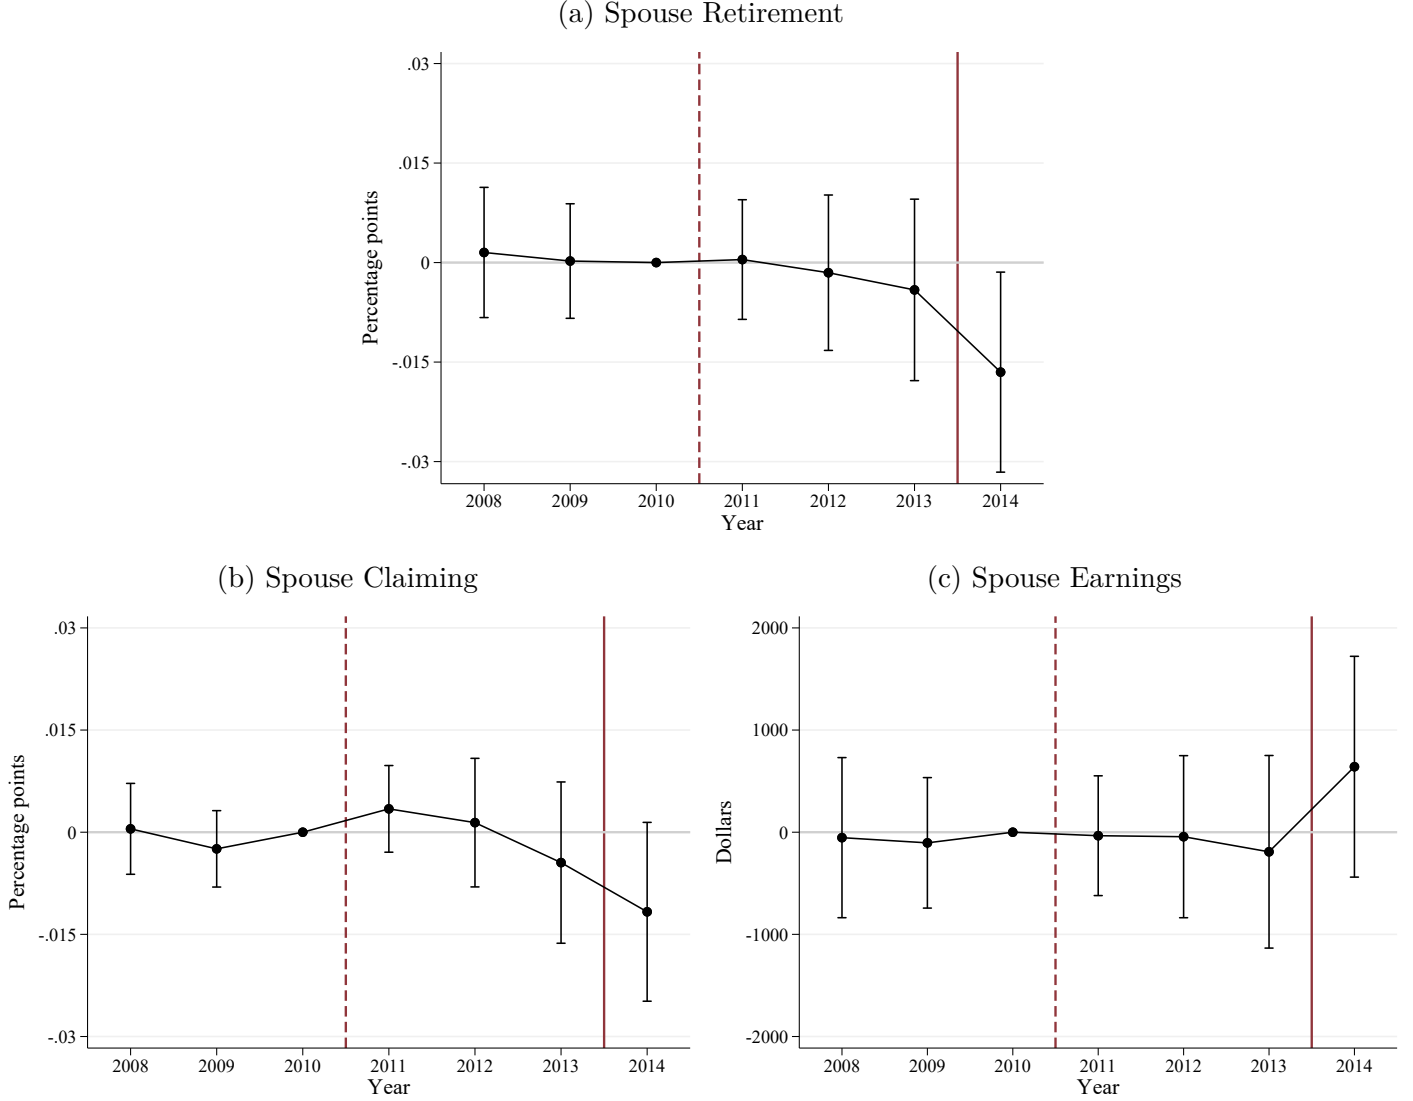 (a) Spouse Retirement
.03
.015
0
-.015
-.03
Percentage points
2008 2009 2010 2011 2012 2013 2014
Year
(b) Spouse Claiming
.03
.015
0
-.015
-.03
Percentage points
2008 2009 2010 2011 2012 2013 2014
Year
(c) Spouse Earnings
2000
1000
0
-1000
-2000
Dollars
2008 2009 2010 2011 2012 2013 2014
Year